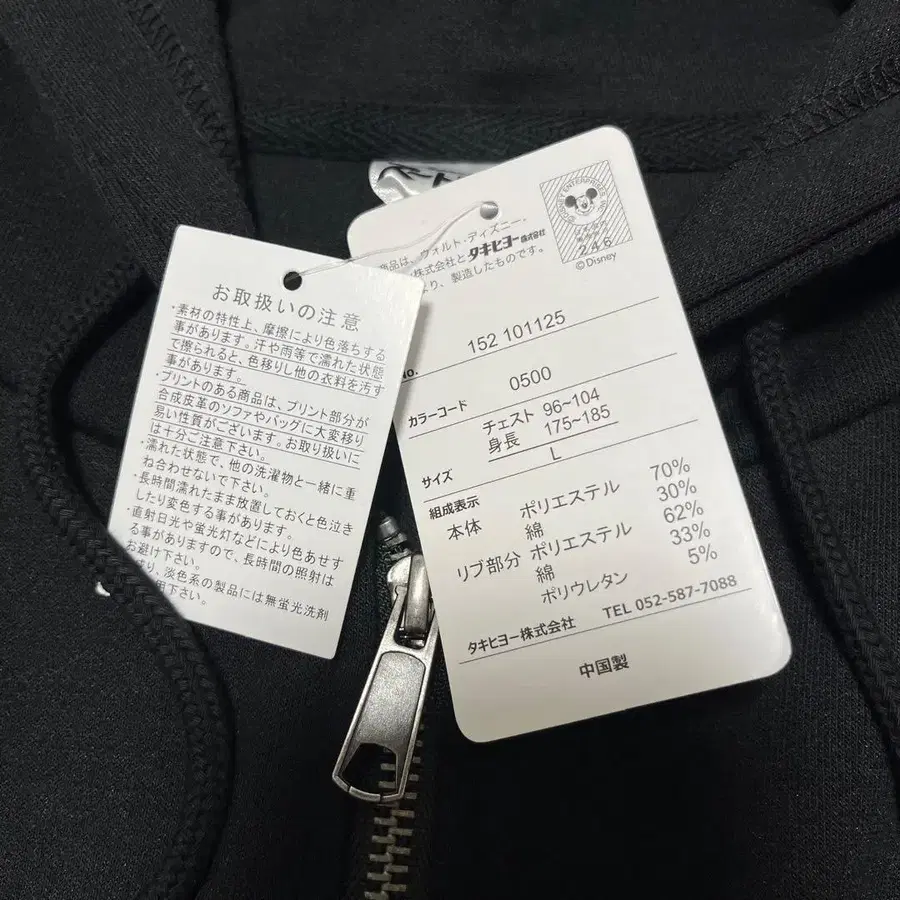 お取扱いの注意
・素材の特性上、摩擦により色落ちする
事があります。汗や雨等で濡れた状態
で擦られると、色移りし他の衣料を汚す
事があります。
・プリントのある商品は、プリント部分が
合成皮革のソファやバッグに大変移り
易い性質がございます。お取り扱いに
は十分ご注意下さい。
・濡れた状態で、他の洗濯物と一緒に重
ね合わせないで下さい。
・長時間濡れたまま放置しておくと色泣き
したり変色する事があります。
・直射日光や蛍光灯などにより色あせす
る事がありますので、長時間の照射は
お避け下さい。
り、淡色系の製品には無蛍光洗剤
用下さい。
商品は、ウォルト・ディズニー・
株式会社とタキヒヨー株式会社
より、製造したものです。
246
©Disney
No. 152 101125
カラーコード 0500
サイズ チェスト 96~104
身長 175~185
L
組成表示
本体 ポリエステル 70%
綿 30%
リブ部分 ポリエステル 62%
綿 33%
ポリウレタン 5%
タキヒヨー株式会社 TEL 052-587-7088
中国製